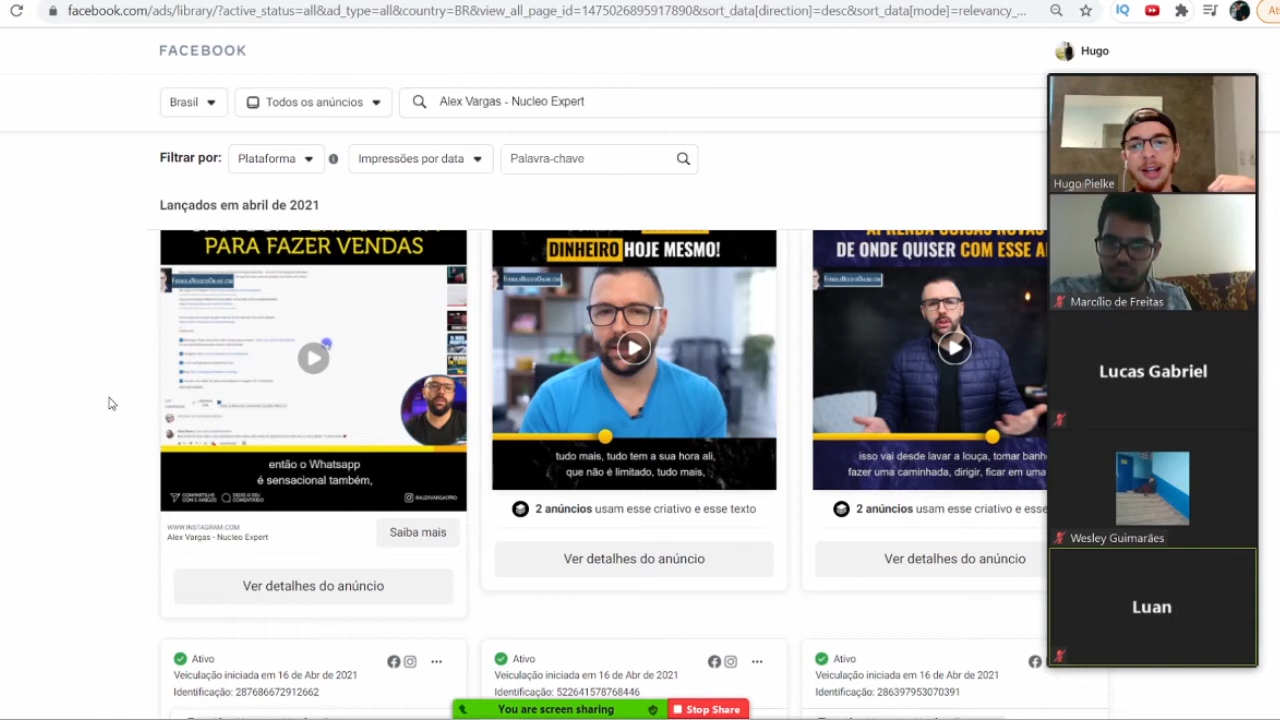 facebook.com/ads/library/?active_status=all&ad_type=all&country=BR&view_all_page_id=1475026895917890&sort_data[direction]=desc&sort_data[mode]=relevancy_...
FACEBOOK
Hugo
Brasil
Todos os anúncios
Alex Vargas - Nucleo Expert
Filtrar por:
Plataforma
Impressões por data
Palavra-chave
Lançados em abril de 2021
PARA FAZER VENDAS
DINHEIRO HOJE MESMO!
DE ONDE QUISER COM ESSE A
então o Whatsapp
é sensacional também,
COMPARTILHE
COM E AMIGOS
DEIXE O SEU
COMENTÁRIO
tudo mais, tudo tem a sua hora ali,
que não é limitado, tudo mais,
isso vai desde lavar a louça, tomar banh
fazer uma caminhada, dirigir, ficar em uma
WWW.INSTAGRAM.COM
Alex Vargas - Nucleo Expert
Saiba mais
Ver detalhes do anúncio
2 anúncios usam esse criativo e esse texto
Ver detalhes do anúncio
2 anúncios usam esse criativo e esse
Ver detalhes do anúncio
Ativo
Veiculação iniciada em 16 de Abr de 2021
Identificação: 287686672912662
Ativo
Veiculação iniciada em 16 de Abr de 2021
Identificação: 522641578768446
Ativo
Veiculação iniciada em 16 de Abr de 2021
Identificação: 286397953070391
Hugo Pielke
Marcílio de Freitas
Lucas Gabriel
Wesley Guimarães
Luan
You are screen sharing
Stop Share